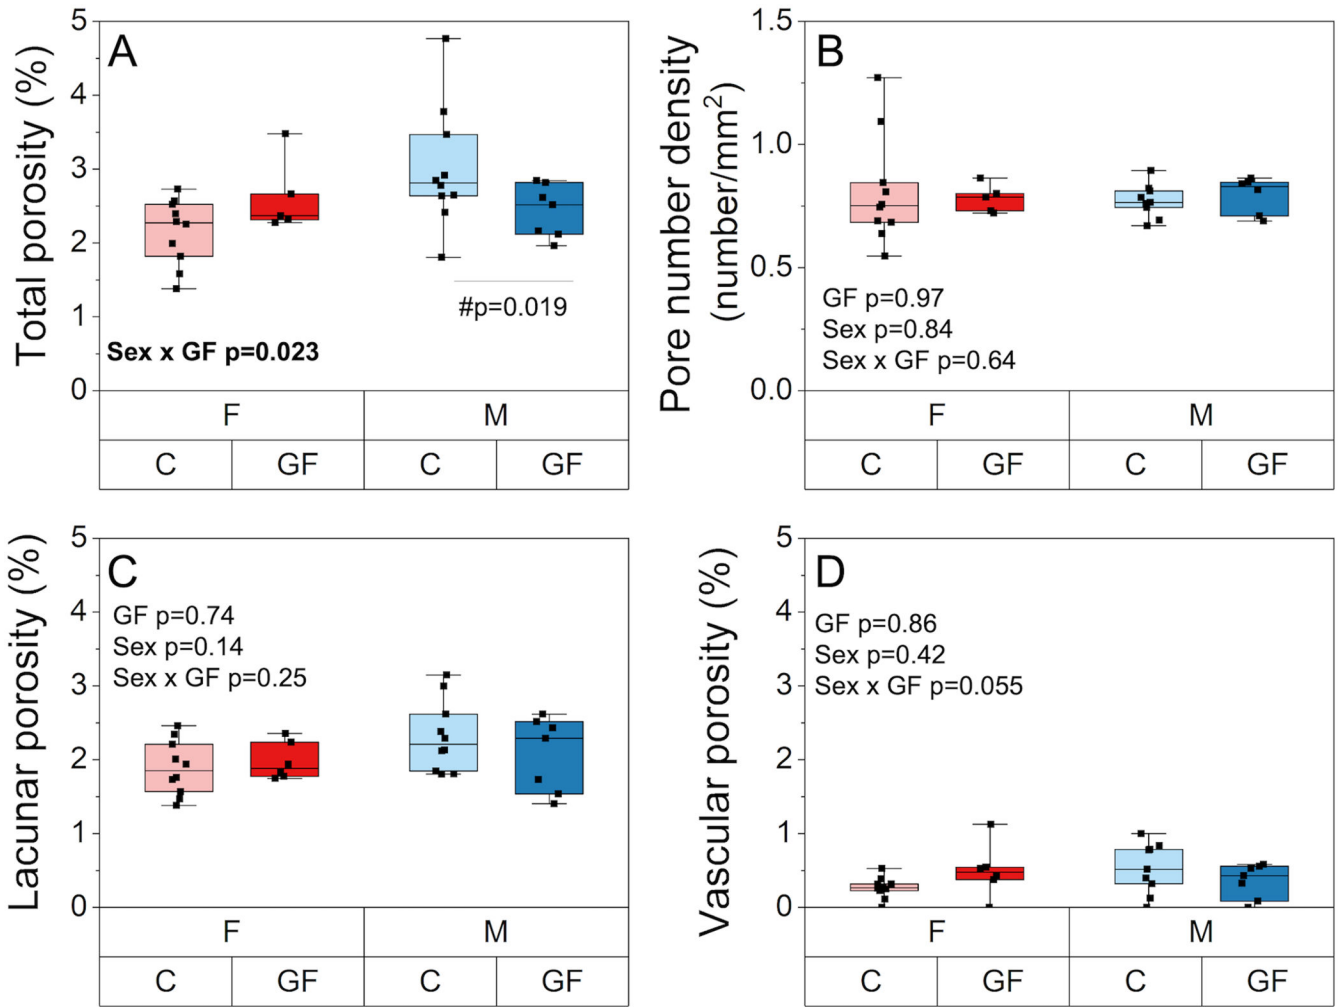 A
Total porosity (%)
5
4
3
2
1
0
#p=0.019
Sex x GF p=0.023
F
M
C
GF
C
GF
B
Pore number density
(number/mm²)
1.5
1.0
0.5
0.0
GF p=0.97
Sex p=0.84
Sex x GF p=0.64
F
M
C
GF
C
GF
C
Lacunar porosity (%)
5
4
3
2
1
0
GF p=0.74
Sex p=0.14
Sex x GF p=0.25
F
M
C
GF
C
GF
D
Vascular porosity (%)
5
4
3
2
1
0
GF p=0.86
Sex p=0.42
Sex x GF p=0.055
F
M
C
GF
C
GF